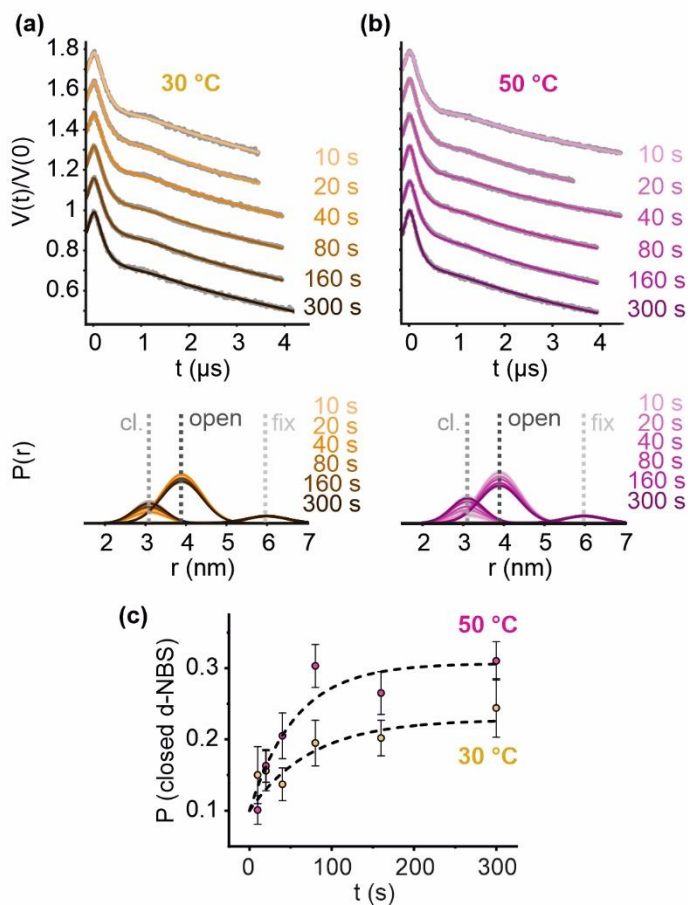 (a)
30 °C
V(t)/V(0)
1.8
1.6
1.4
1.2
1
0.8
0.6
10 s
20 s
40 s
80 s
160 s
300 s
0 1 2 3 4
t (µs)
(b)
50 °C
10 s
20 s
40 s
80 s
160 s
300 s
0 1 2 3 4
t (µs)
P(r)
cl. open fix
10 s
20 s
40 s
80 s
160 s
300 s
2 3 4 5 6 7
r (nm)
cl. open fix
10 s
20 s
40 s
80 s
160 s
300 s
2 3 4 5 6 7
r (nm)
(c)
50 °C
30 °C
P (closed d-NBS)
0.3
0.2
0.1
0 100 200 300
t (s)